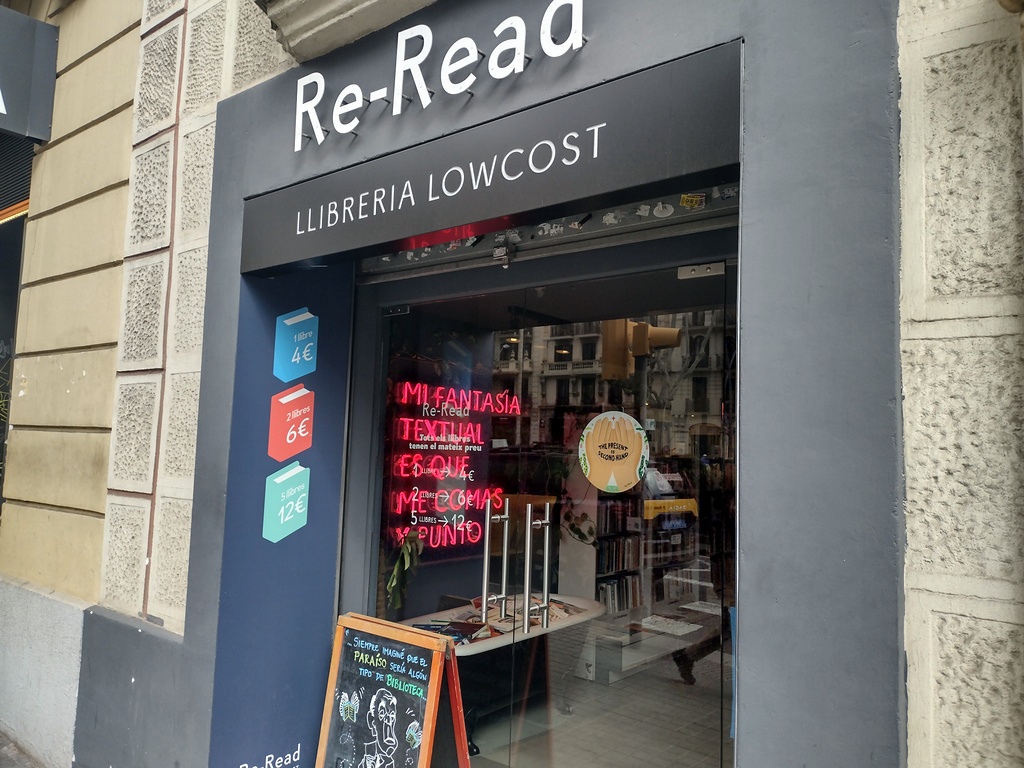 Re-Read
LLIBRERIA LOWCOST
1 llibre
4€
2 llibres
6€
5 llibres
12€
MI FANTASÍA
TEXTUAL
ES QUE
ME COMAS
Y PUNTO
Re-Read
Tots els llibres
tenen el mateix preu
1 LLIBRE → 4€
2 LLIBRES → 6€
5 LLIBRES → 12€
THE PRESENT
IS
SECOND HAND
SIEMPRE IMAGINÉ QUE EL
PARAÍSO SERÍA ALGÚN
TIPO DE BIBLIOTECA
Re-Read